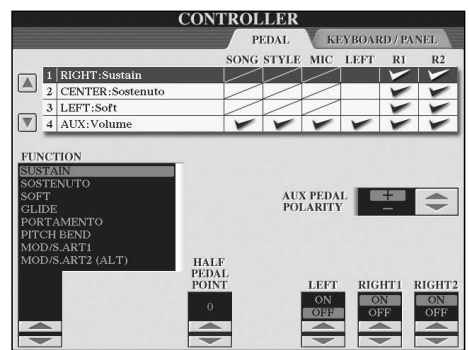 CONTROLLER
PEDAL KEYBOARD / PANEL
SONG STYLE MIC LEFT R1 R2
1 RIGHT:Sustain
2 CENTER:Sostenuto
3 LEFT:Soft
4 AUX:Volume
FUNCTION
SUSTAIN
SOSTENUTO
SOFT
GLIDE
PORTAMENTO
PITCH BEND
MOD/S.ART1
MOD/S.ART2 (ALT)
AUX PEDAL
POLARITY
+
−
HALF
PEDAL
POINT
0
LEFT RIGHT1 RIGHT2
ON ON ON
OFF OFF OFF